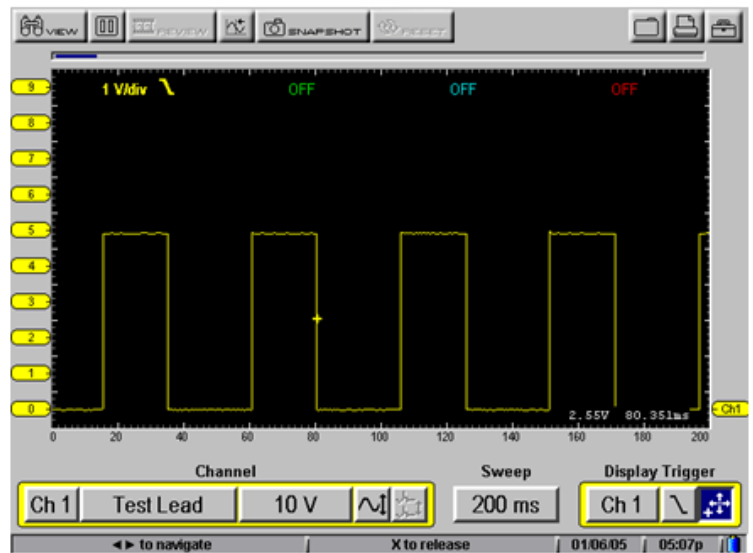 VIEW REVIEW SNAPSHOT RESET
1 V/div OFF OFF OFF
9
8
7
6
5
4
3
2
1
0
2.55V 80.351ms
Ch1
0 20 40 60 80 100 120 140 160 180 200
Channel Sweep Display Trigger
Ch 1 Test Lead 10 V 200 ms Ch 1
◄► to navigate X to release 01/06/05 05:07p